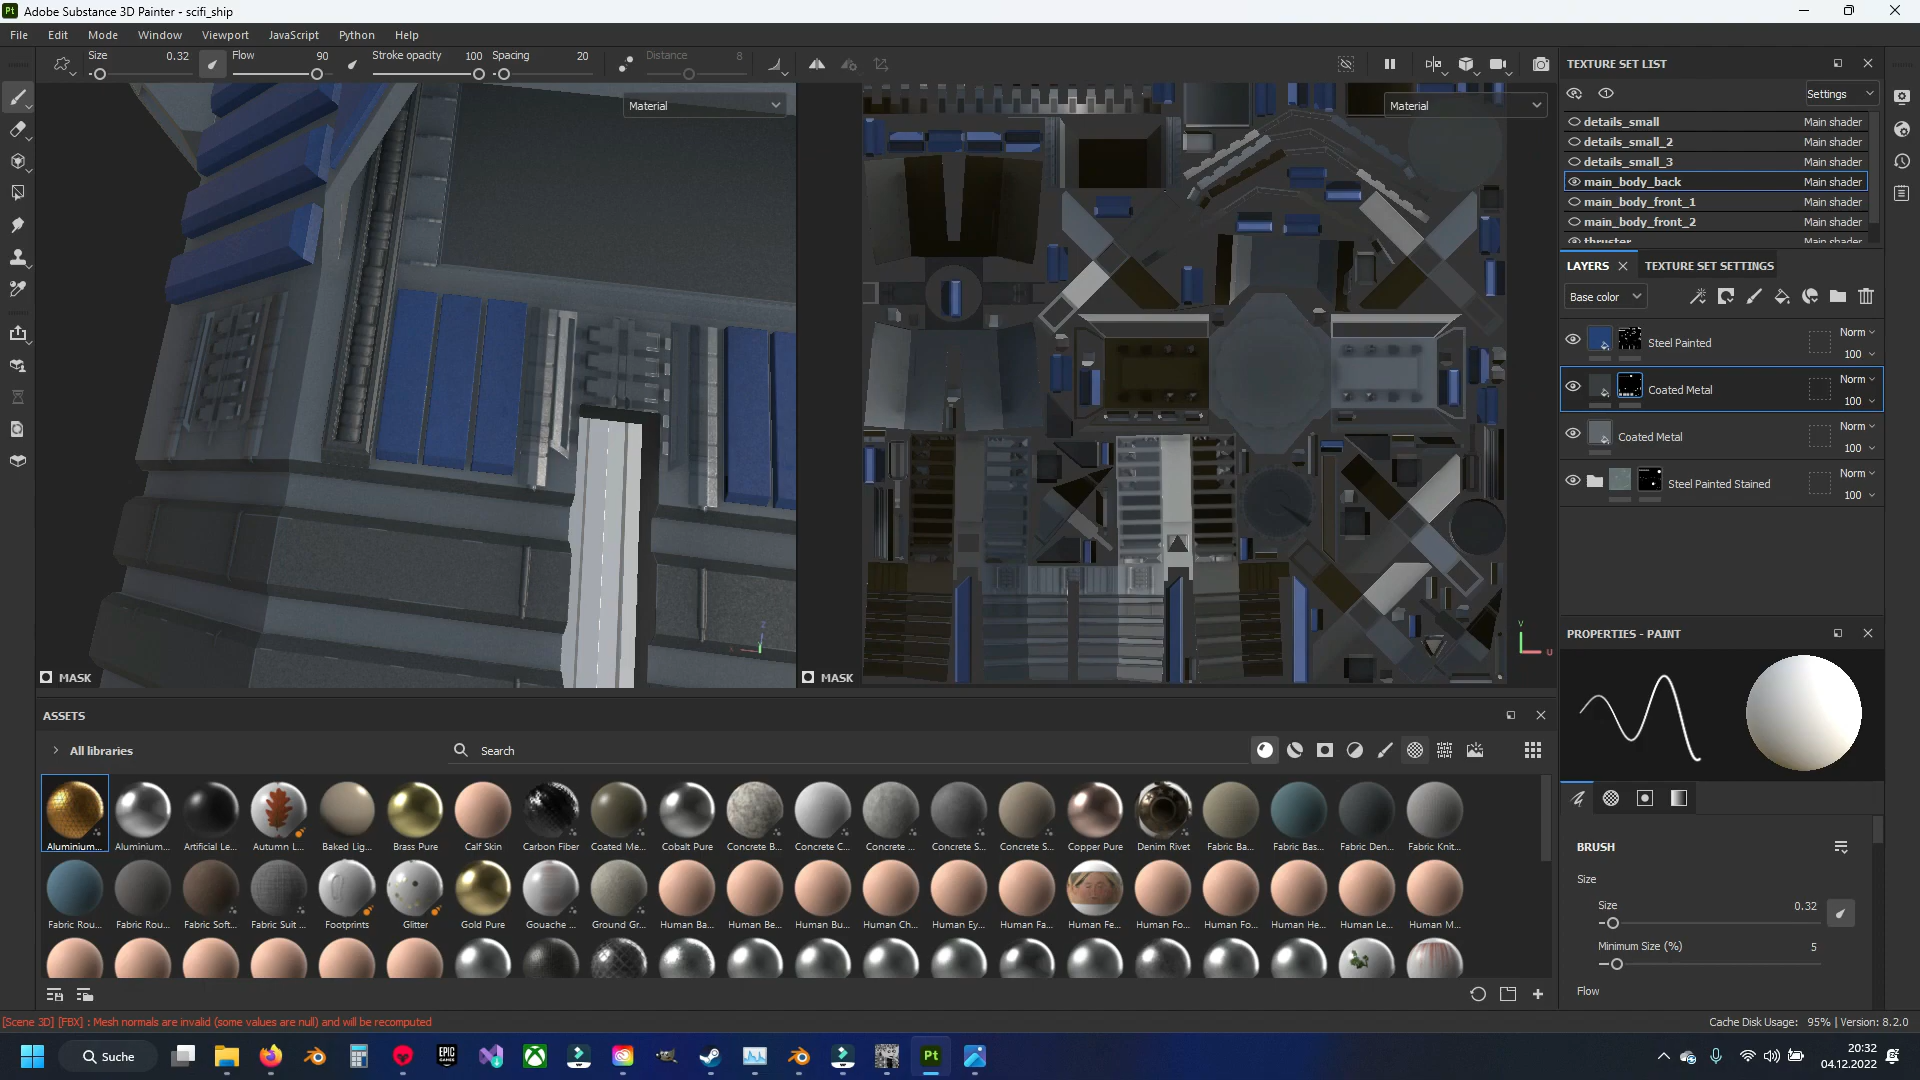 Pt Adobe Substance 3D Painter - scifi_ship
File Edit Mode Window Viewport JavaScript Python Help
Size 0.32 Flow 90 Stroke opacity 100 Spacing 20 Distance 8
Material
Material
MASK
MASK
TEXTURE SET LIST
Settings
details_small Main shader
details_small_2 Main shader
details_small_3 Main shader
main_body_back Main shader
main_body_front_1 Main shader
main_body_front_2 Main shader
thruster Main shader
LAYERS TEXTURE SET SETTINGS
Base color
Steel Painted Norm 100
Coated Metal Norm 100
Coated Metal Norm 100
Steel Painted Stained Norm 100
PROPERTIES - PAINT
BRUSH
Size
Size 0.32
Minimum Size (%) 5
Flow
ASSETS
All libraries Search
Aluminium... Aluminium... Artificial Le... Autumn L... Baked Lig... Brass Pure Calf Skin Carbon Fiber Coated Me... Cobalt Pure Concrete B... Concrete C... Concrete ... Concrete S... Concrete S... Copper Pure Denim Rivet Fabric Ba... Fabric Bas... Fabric Den... Fabric Knit...
Fabric Rou... Fabric Rou... Fabric Soft... Fabric Suit ... Footprints Glitter Gold Pure Gouache ... Ground Gr... Human Ba... Human Be... Human Bu... Human Ch... Human Ey... Human Fa... Human Fe... Human Fo... Human Fo... Human He... Human Le... Human M...
[Scene 3D] [FBX] : Mesh normals are invalid (some values are null) and will be recomputed
Cache Disk Usage: 95% | Version: 8.2.0
Suche
EPIC GAMES
Pt
20:32
04.12.2022